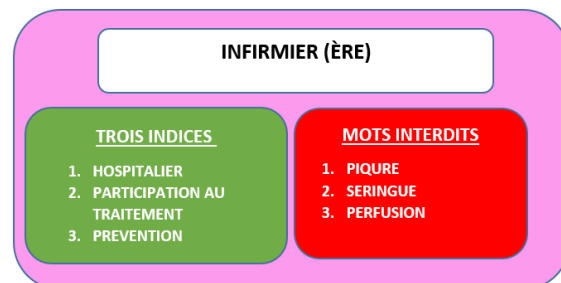 INFIRMIER (ÈRE)
TROIS INDICES
1. HOSPITALIER
2. PARTICIPATION AU
TRAITEMENT
3. PREVENTION
MOTS INTERDITS
1. PIQURE
2. SERINGUE
3. PERFUSION